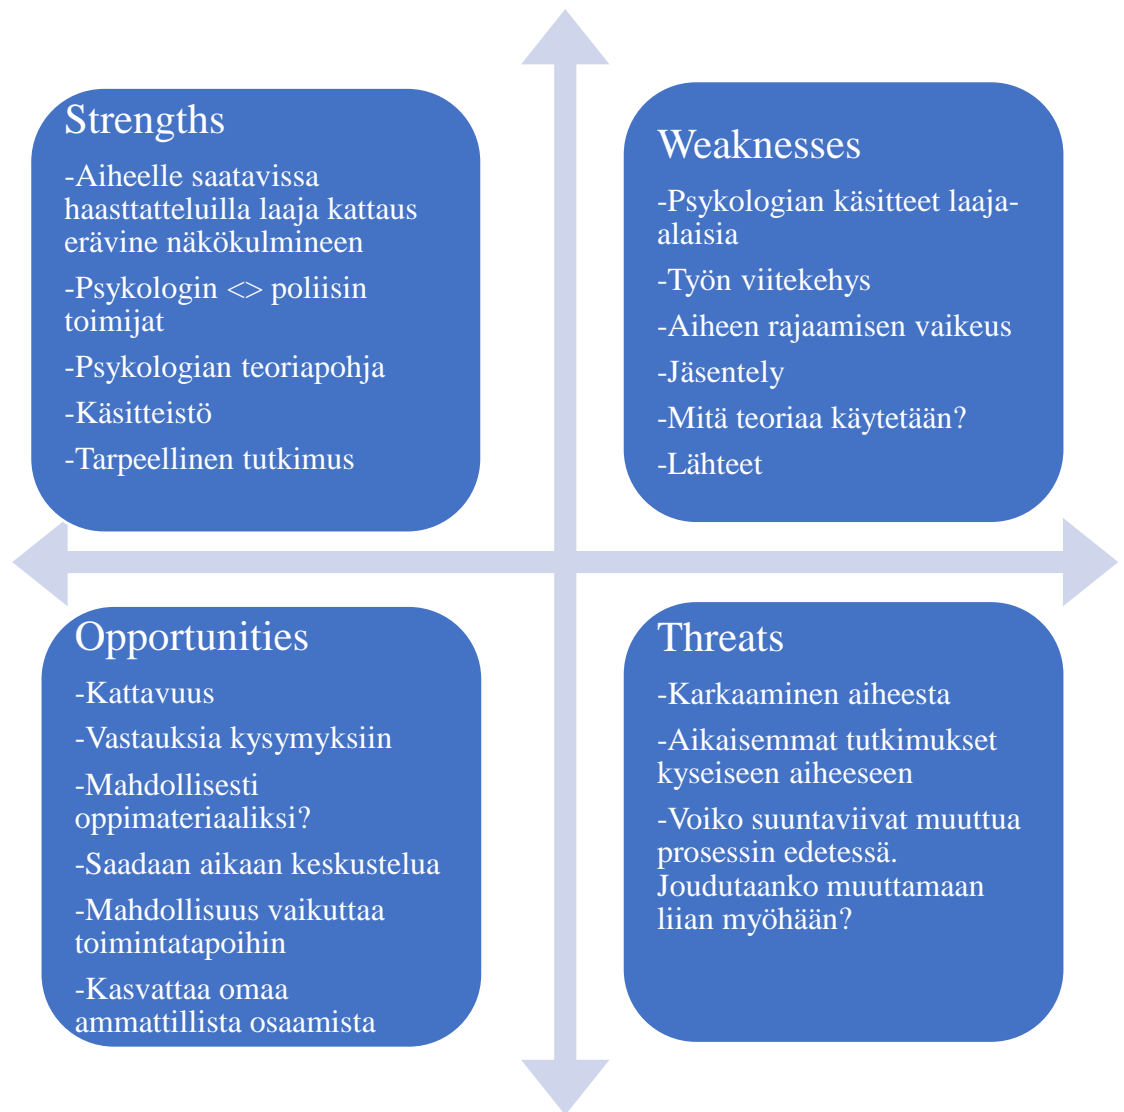 Strengths
-Aiheelle saatavissa
haasttatteluilla laaja kattaus
erävine näkökulmineen
-Psykologin <> poliisin
toimijat
-Psykologian teoriapohja
-Käsitteistö
-Tarpeellinen tutkimus
Weaknesses
-Psykologian käsitteet laaja-
alaisia
-Työn viitekehys
-Aiheen rajaamisen vaikeus
-Jäsentely
-Mitä teoriaa käytetään?
-Lähteet
Opportunities
-Kattavuus
-Vastauksia kysymyksiin
-Mahdollisesti
oppimateriaaliksi?
-Saadaan aikaan keskustelua
-Mahdollisuus vaikuttaa
toimintatapoihin
-Kasvattaa omaa
ammattillista osaamista
Threats
-Karkaaminen aiheesta
-Aikaisemmat tutkimukset
kyseiseen aiheeseen
-Voiko suuntaviivat muuttua
prosessin edetessä.
Joudutaanko muuttamaan
liian myöhään?